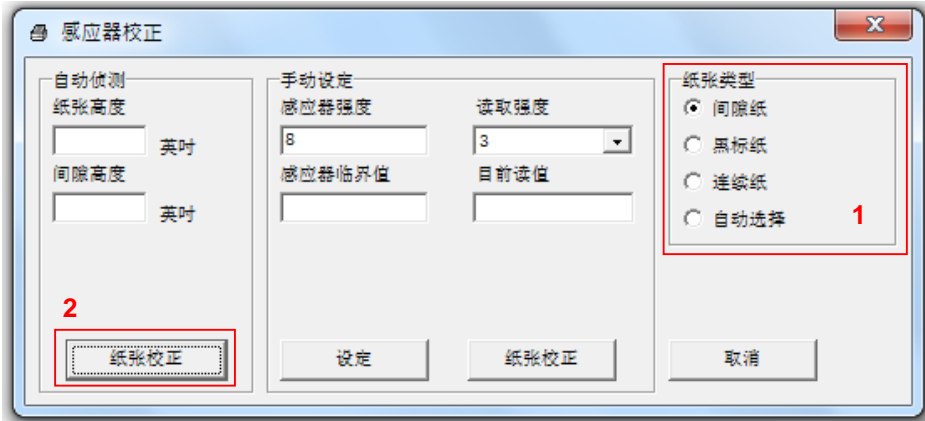 感应器校正
自动侦测
纸张高度
英吋
间隙高度
英吋
2
纸张校正
手动设定
感应器强度
读取强度
8
3
感应器临界值
目前读值
设定
纸张校正
纸张类型
间隙纸
黑标纸
连续纸
自动选择
1
取消